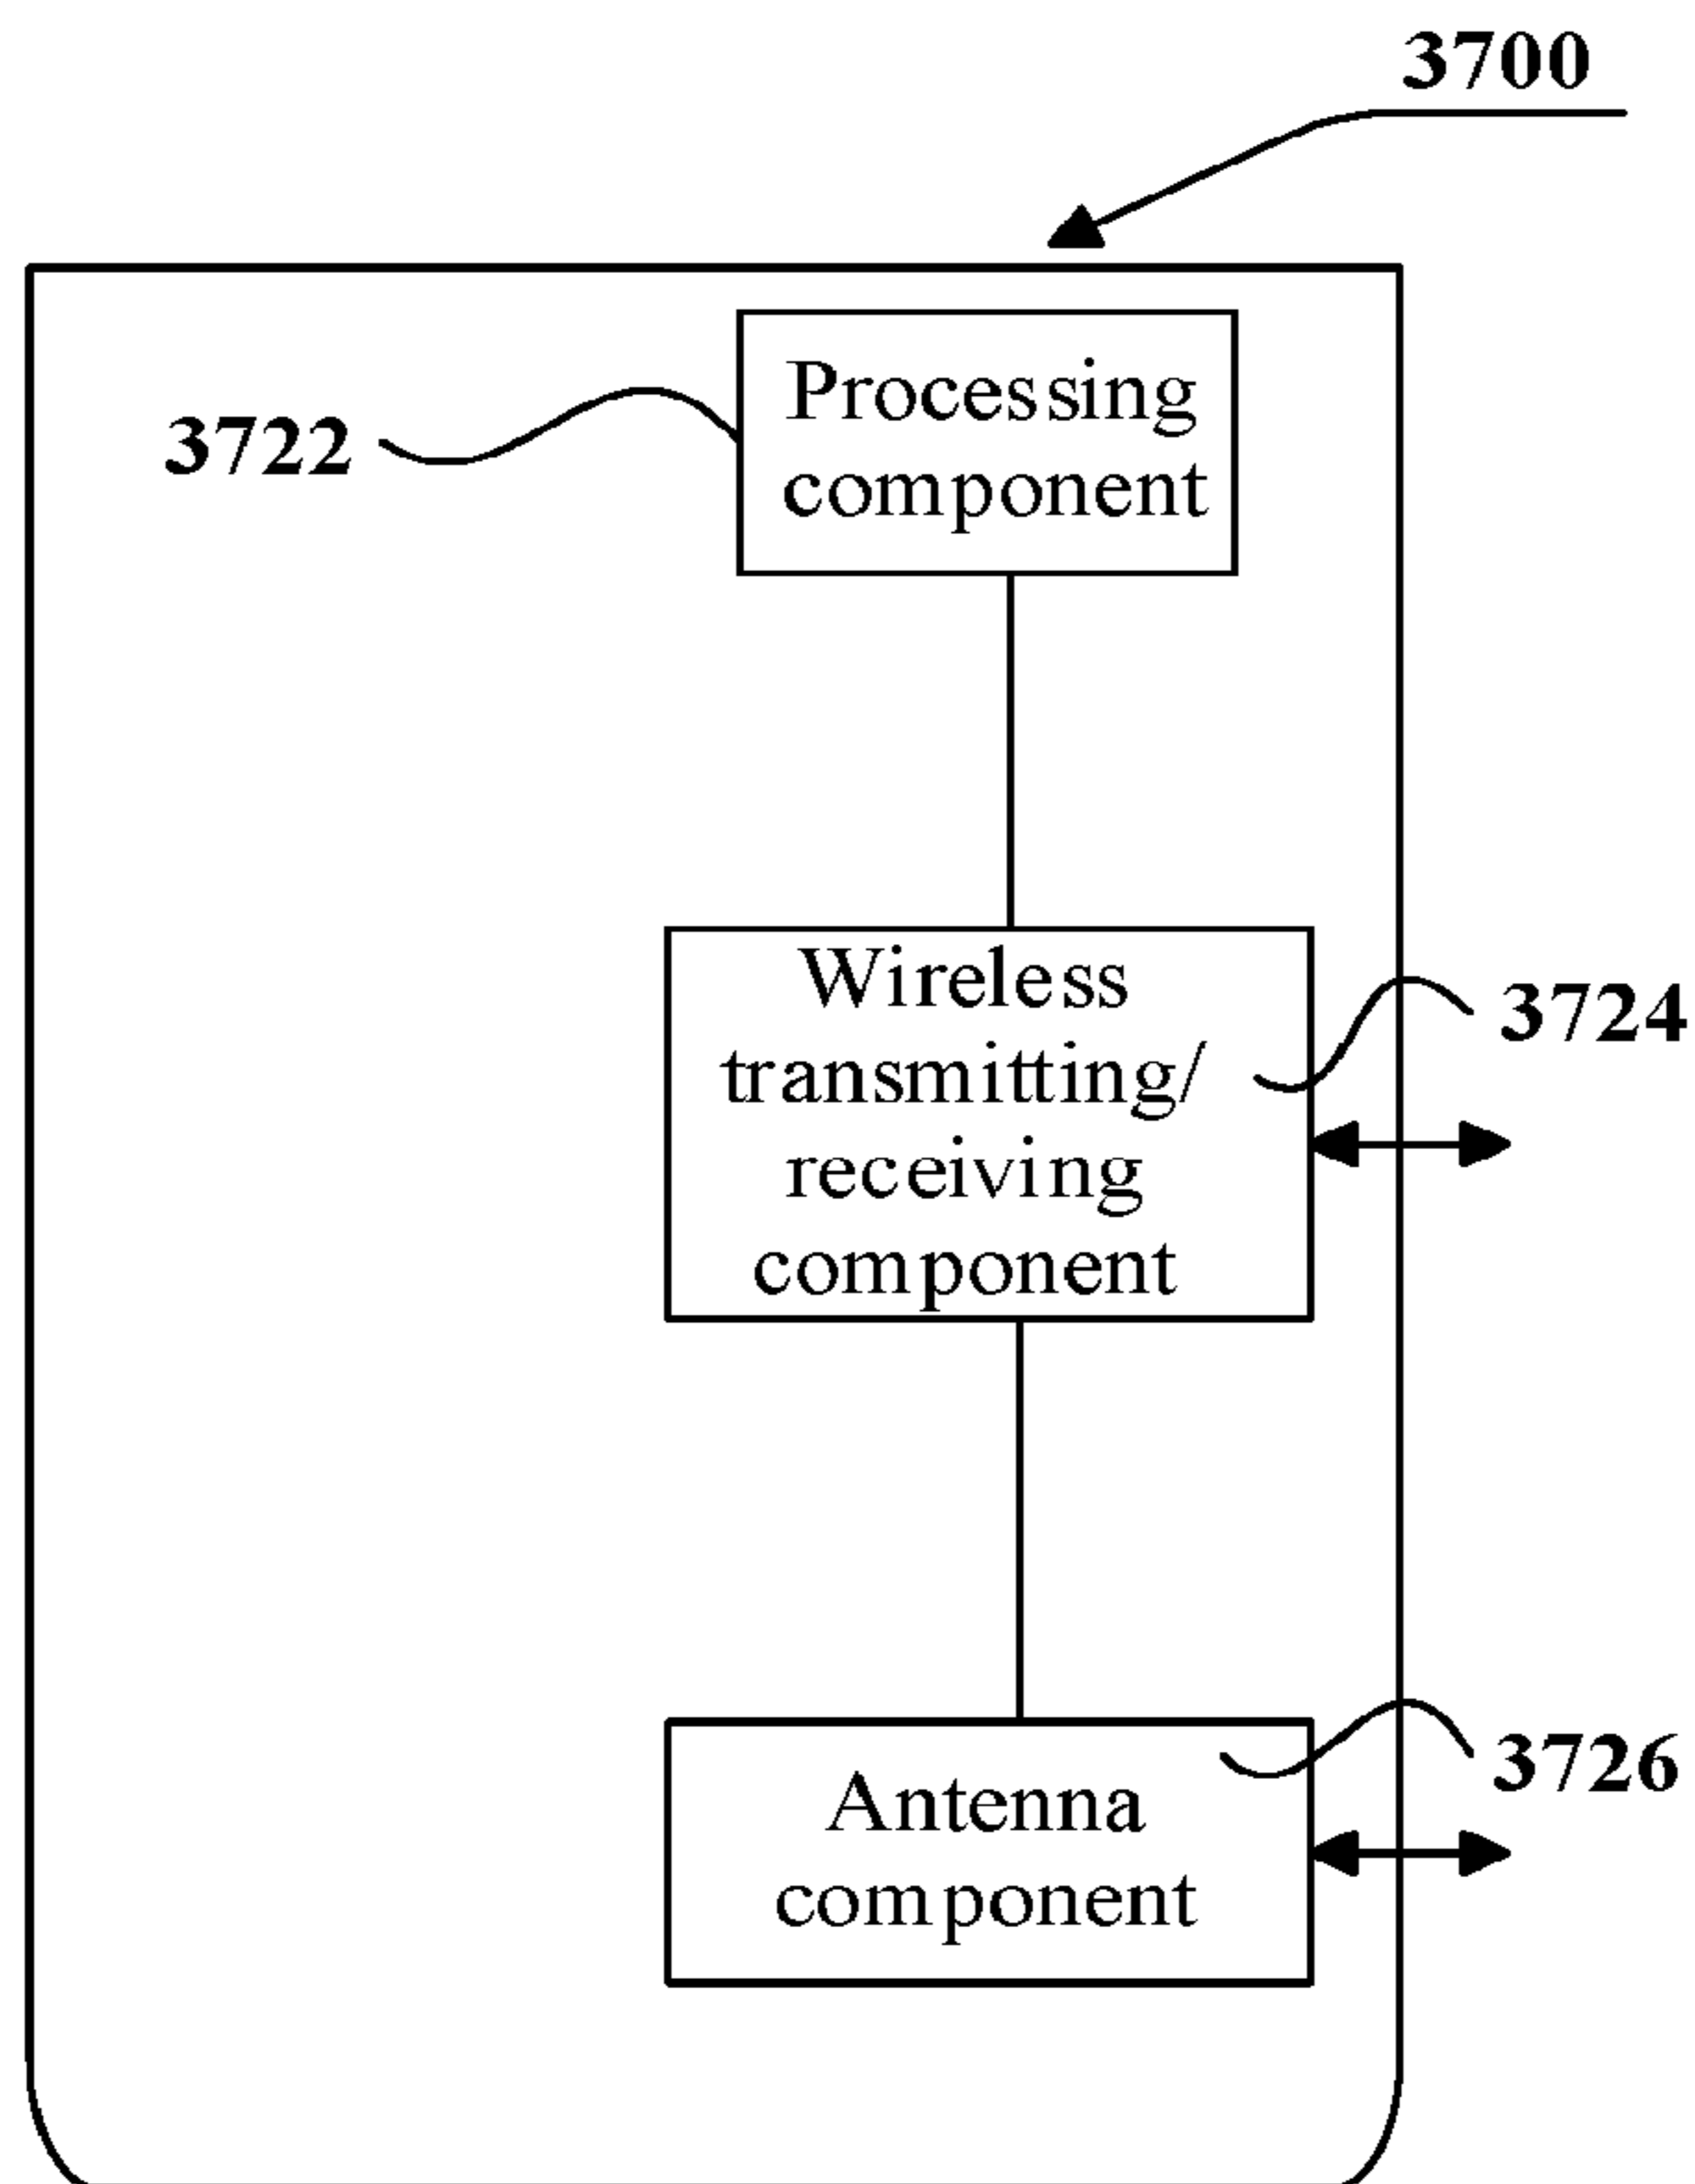 3700
Processing
component
3722
Wireless
transmitting/
receiving
component
3724
Antenna
component
3726